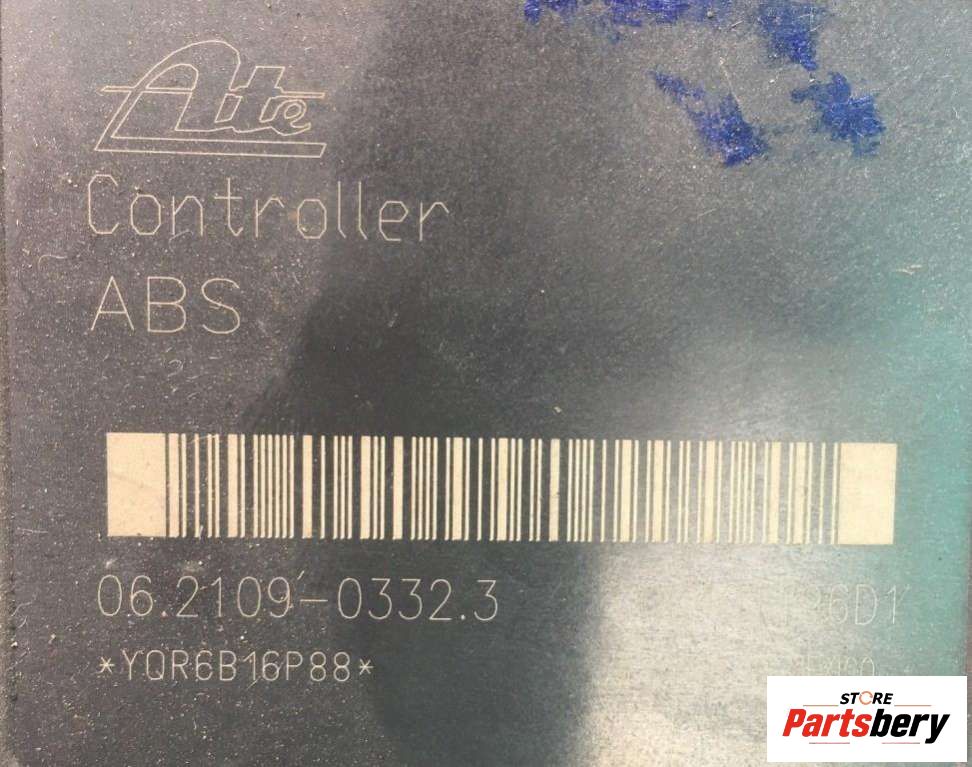 Ate
Controller
ABS
06.2109-0332.3
*YQR6B16P88*
STORE
Partsbery